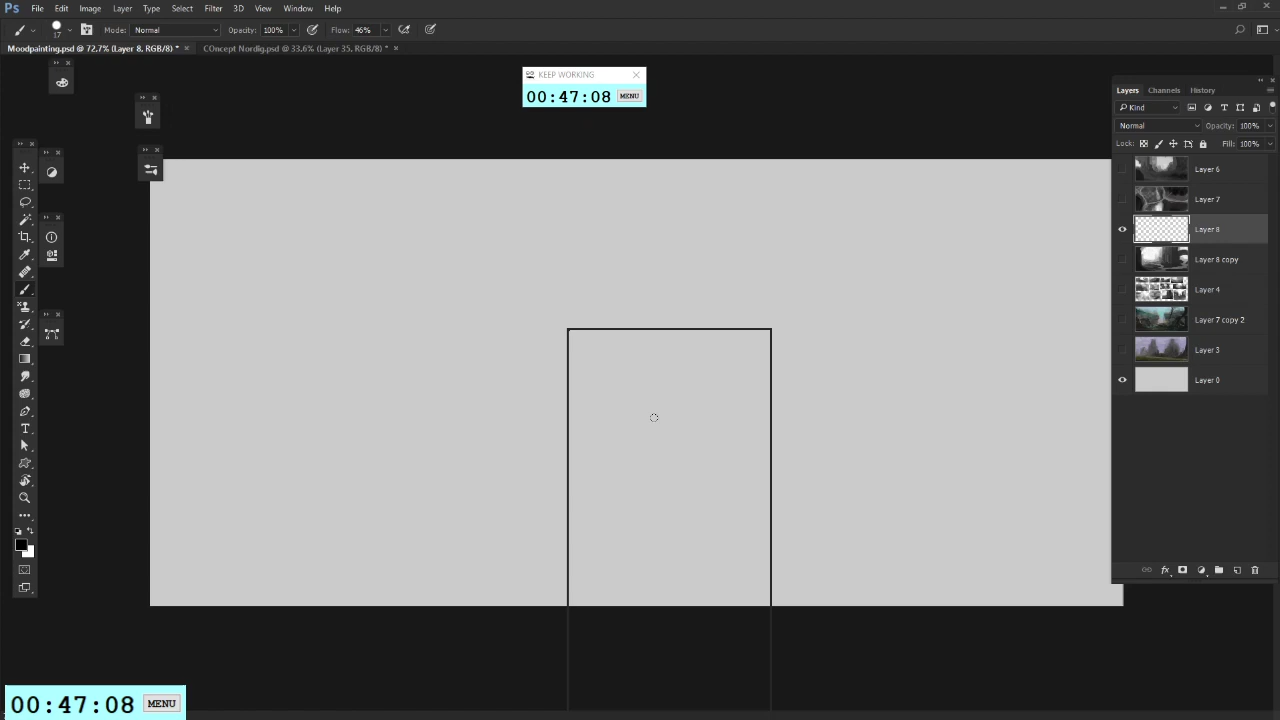 Ps File Edit Image Layer Type Select Filter 3D View Window Help
17 Mode: Normal Opacity: 100% Flow: 46%
Moodpainting.psd @ 72,7% (Layer 8, RGB/8) * × COncept Nordig.psd @ 33,6% (Layer 35, RGB/8) * ×
KEEP WORKING
00:47:08 MENU
Layers Channels History
Kind
Normal Opacity: 100%
Lock: Fill: 100%
Layer 6
Layer 7
Layer 8
Layer 8 copy
Layer 4
Layer 7 copy 2
Layer 3
Layer 0
00:47:08 MENU